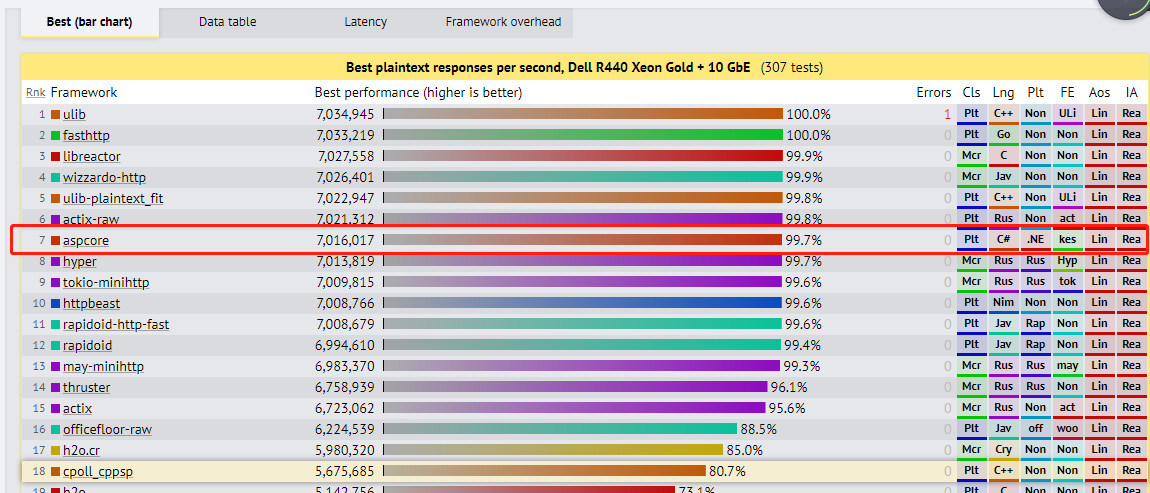 Best (bar chart) Data table Latency Framework overhead
Best plaintext responses per second, Dell R440 Xeon Gold + 10 GbE (307 tests)
Rnk Framework Best performance (higher is better) Errors Cls Lng Plt FE Aos IA
1 ulib 7,034,945 100.0% 1 Plt C++ Non ULi Lin Rea
2 fasthttp 7,033,219 100.0% 0 Plt Go Non Non Lin Rea
3 libreactor 7,027,558 99.9% 0 Mcr C Non Non Lin Rea
4 wizzardo-http 7,026,401 99.9% 0 Mcr Jav Non Non Lin Rea
5 ulib-plaintext_fit 7,022,947 99.8% 0 Plt C++ Non ULi Lin Rea
6 actix-raw 7,021,312 99.8% 0 Plt Rus Non act Lin Rea
7 aspcore 7,016,017 99.7% 0 Plt C# .NE kes Lin Rea
8 hyper 7,013,819 99.7% 0 Mcr Rus Rus Hyp Lin Rea
9 tokio-minihttp 7,009,815 99.6% 0 Mcr Rus Rus tok Lin Rea
10 httpbeast 7,008,766 99.6% 0 Plt Nim Non Non Lin Rea
11 rapidoid-http-fast 7,008,679 99.6% 0 Plt Jav Rap Non Lin Rea
12 rapidoid 6,994,610 99.4% 0 Plt Jav Rap Non Lin Rea
13 may-minihttp 6,983,370 99.3% 0 Mcr Rus Rus may Lin Rea
14 thruster 6,758,939 96.1% 0 Mcr Rus Rus Non Lin Rea
15 actix 6,723,062 95.6% 0 Mcr Rus Non act Lin Rea
16 officefloor-raw 6,224,539 88.5% 0 Plt Jav off woo Lin Rea
17 h2o.cr 5,980,320 85.0% 0 Mcr Cry Non Non Lin Rea
18 cpoll_cppsp 5,675,685 80.7% 0 Plt C++ Non Non Lin Rea
19 h2o 5,142,756 73.1% 0 Plt C Non Non Lin Rea